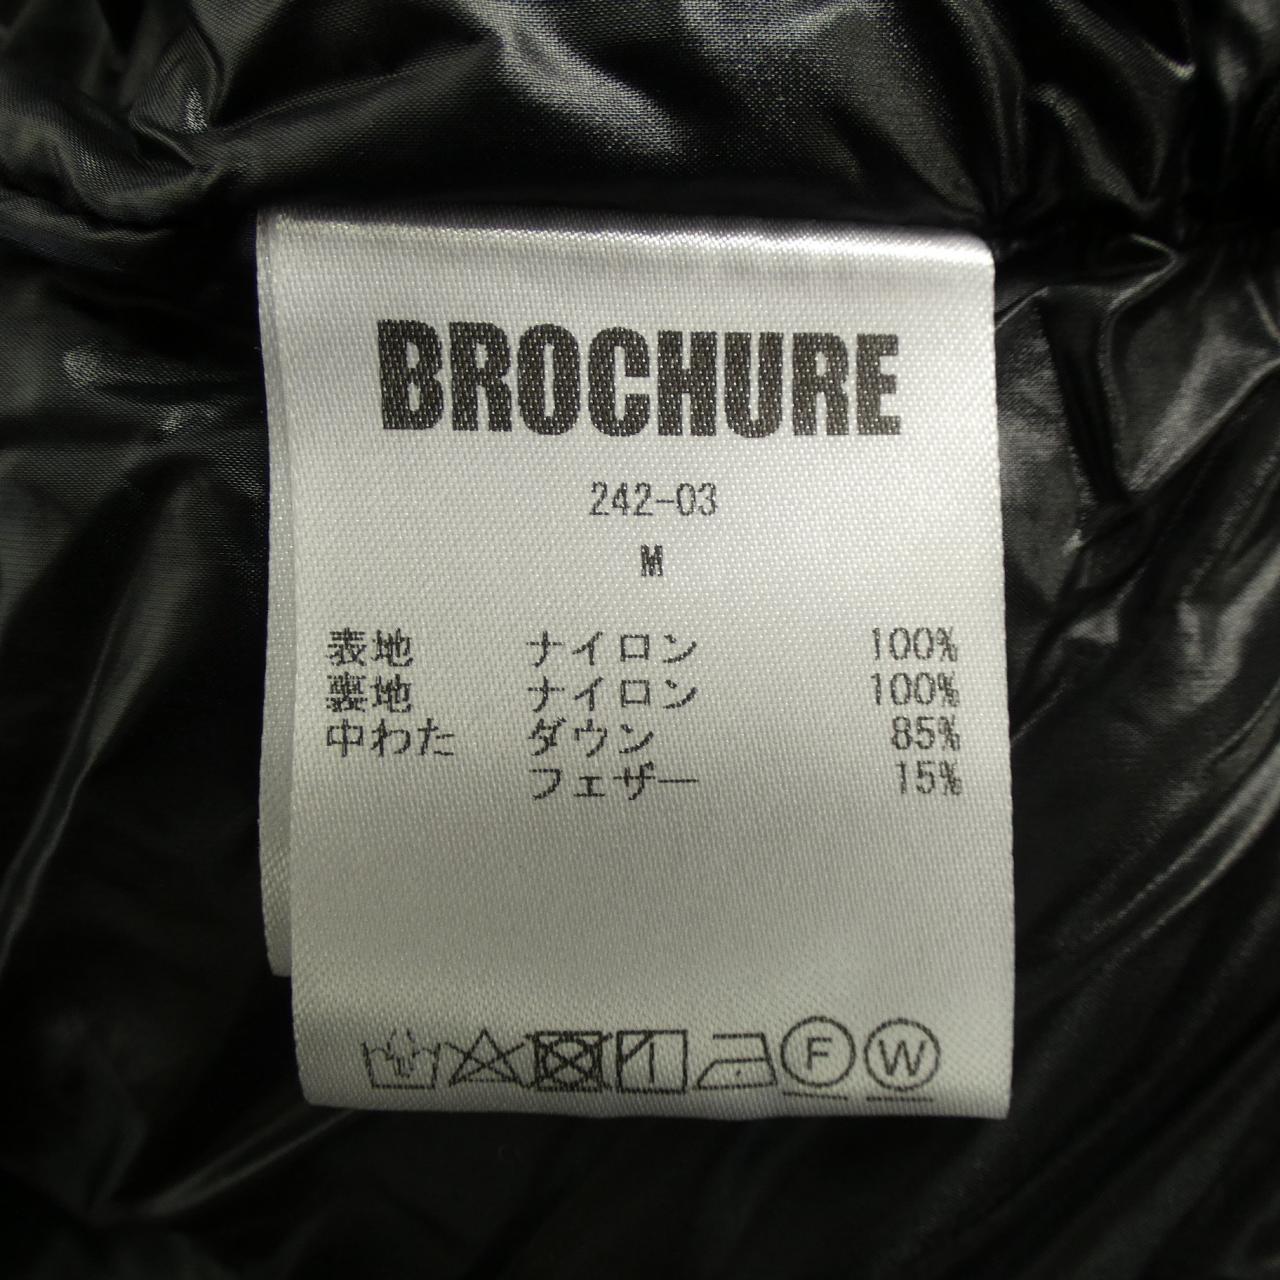 BROCHURE
242-03
M
表地 ナイロン 100%
裏地 ナイロン 100%
中わた ダウン 85%
フェザー 15%
F W